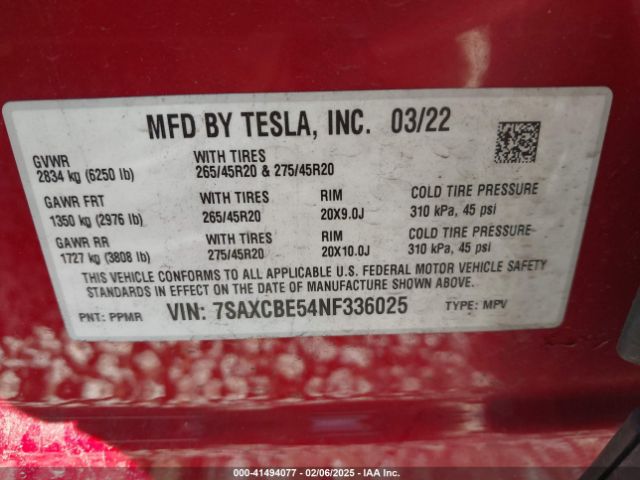 MFD BY TESLA, INC. 03/22
GVWR WITH TIRES
2834 kg (6250 lb) 265/45R20 & 275/45R20
GAWR FRT WITH TIRES RIM COLD TIRE PRESSURE
1350 kg (2976 lb) 265/45R20 20X9.0J 310 kPa, 45 psi
GAWR RR WITH TIRES RIM COLD TIRE PRESSURE
1727 kg (3808 lb) 275/45R20 20X10.0J 310 kPa, 45 psi
THIS VEHICLE CONFORMS TO ALL APPLICABLE U.S. FEDERAL MOTOR VEHICLE SAFETY
STANDARDS IN EFFECT ON THE DATE OF MANUFACTURE SHOWN ABOVE.
PNT: PPMR VIN: 7SAXCBE54NF336025 TYPE: MPV
000-41494077 - 02/06/2025 - IAA Inc.